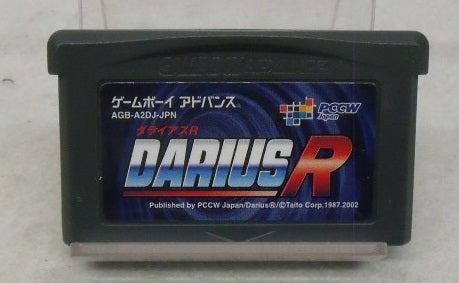 GAME BOY ADVANCE
ゲームボーイ アドバンス
AGB-A2DJ-JPN
PCCW
Japan
ダライアスR
DARIUS R
Published by PCCW Japan/Darius®/©Taito Corp.1987.2002